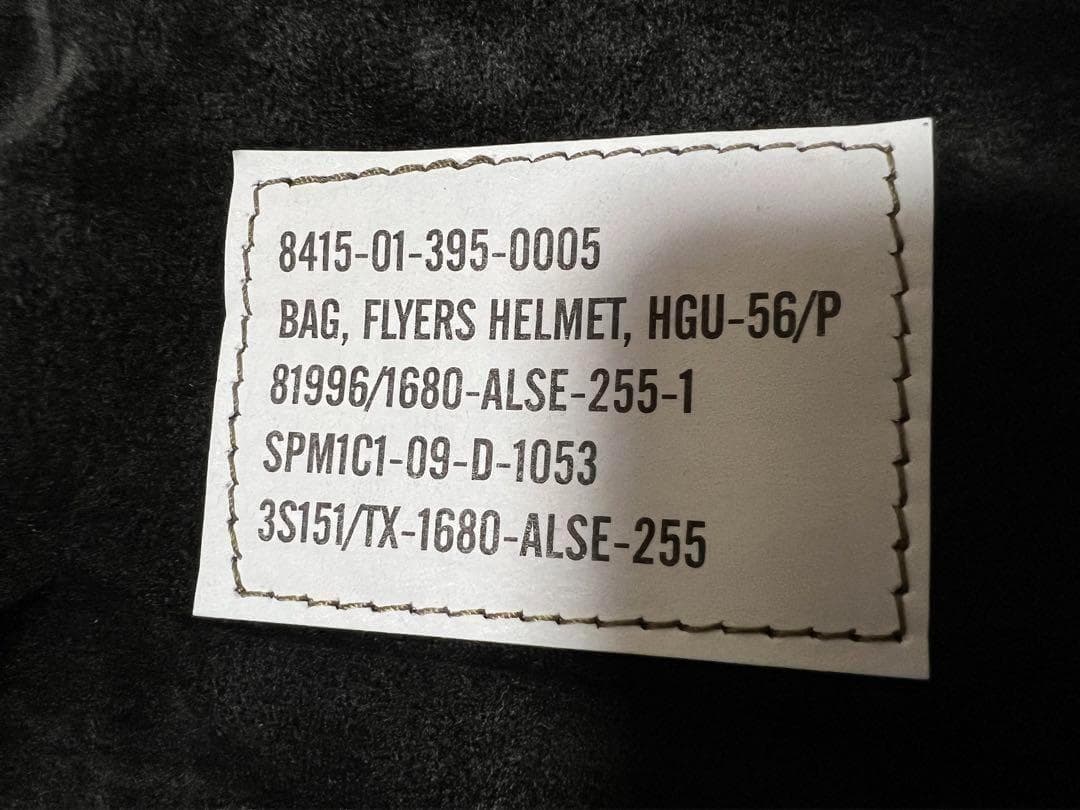 8415-01-395-0005
BAG, FLYERS HELMET, HGU-56/P
81996/1680-ALSE-255-1
SPM1C1-09-D-1053
3S151/TX-1680-ALSE-255